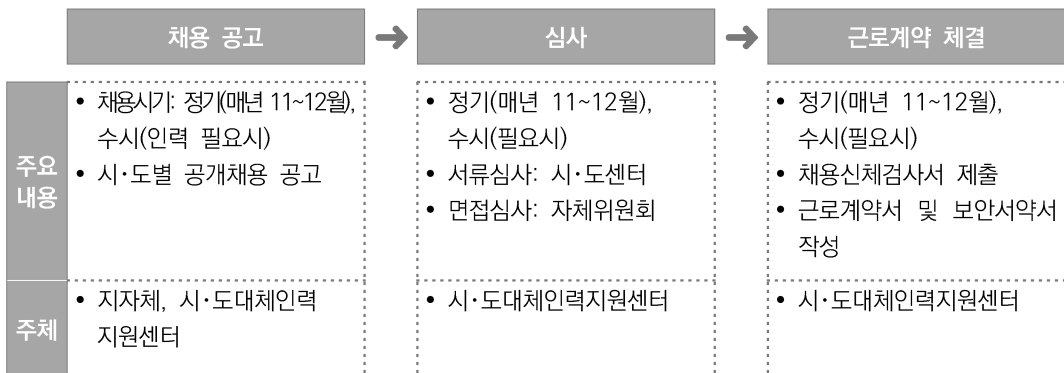 채용 공고 → 심사 → 근로계약 체결
주요
내용
• 채용시기: 정기(매년 11~12월),
수시(인력 필요시)
• 시·도별 공개채용 공고
• 정기(매년 11~12월),
수시(필요시)
• 서류심사: 시·도센터
• 면접심사: 자체위원회
• 정기(매년 11~12월),
수시(필요시)
• 채용신체검사서 제출
• 근로계약서 및 보안서약서
작성
주체
• 지자체, 시·도대체인력
지원센터
• 시·도대체인력지원센터
• 시·도대체인력지원센터